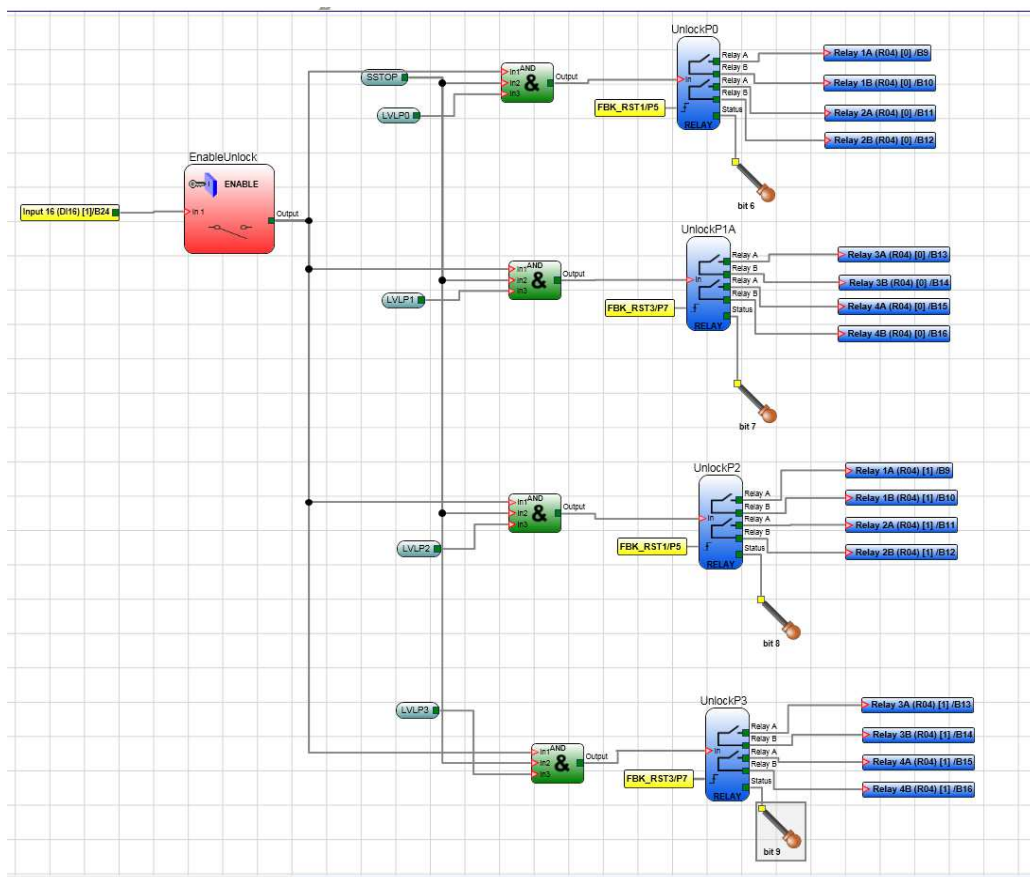 UnlockP0
Relay A
Relay B
Relay A
Relay B
Status
In
RELAY
Relay 1A (R04) [0] /B9
Relay 1B (R04) [0] /B10
Relay 2A (R04) [0] /B11
Relay 2B (R04) [0] /B12
SSTOP
AND
In1
In2
In3
&
Output
LVLP0
FBK_RST1/P5
bit 6
EnableUnlock
ENABLE
In 1
Output
Input 16 (DI16) [1]/B24
UnlockP1A
Relay A
Relay B
Relay A
Relay B
Status
In
RELAY
Relay 3A (R04) [0] /B13
Relay 3B (R04) [0] /B14
Relay 4A (R04) [0] /B15
Relay 4B (R04) [0] /B16
AND
In1
In2
In3
&
Output
LVLP1
FBK_RST3/P7
bit 7
UnlockP2
Relay A
Relay B
Relay A
Relay B
Status
In
RELAY
Relay 1A (R04) [1] /B9
Relay 1B (R04) [1] /B10
Relay 2A (R04) [1] /B11
Relay 2B (R04) [1] /B12
AND
In1
In2
In3
&
Output
LVLP2
FBK_RST1/P5
bit 8
UnlockP3
Relay A
Relay B
Relay A
Relay B
Status
In
RELAY
Relay 3A (R04) [1] /B13
Relay 3B (R04) [1] /B14
Relay 4A (R04) [1] /B15
Relay 4B (R04) [1] /B16
LVLP3
AND
In1
In2
In3
&
Output
FBK_RST3/P7
bit 9